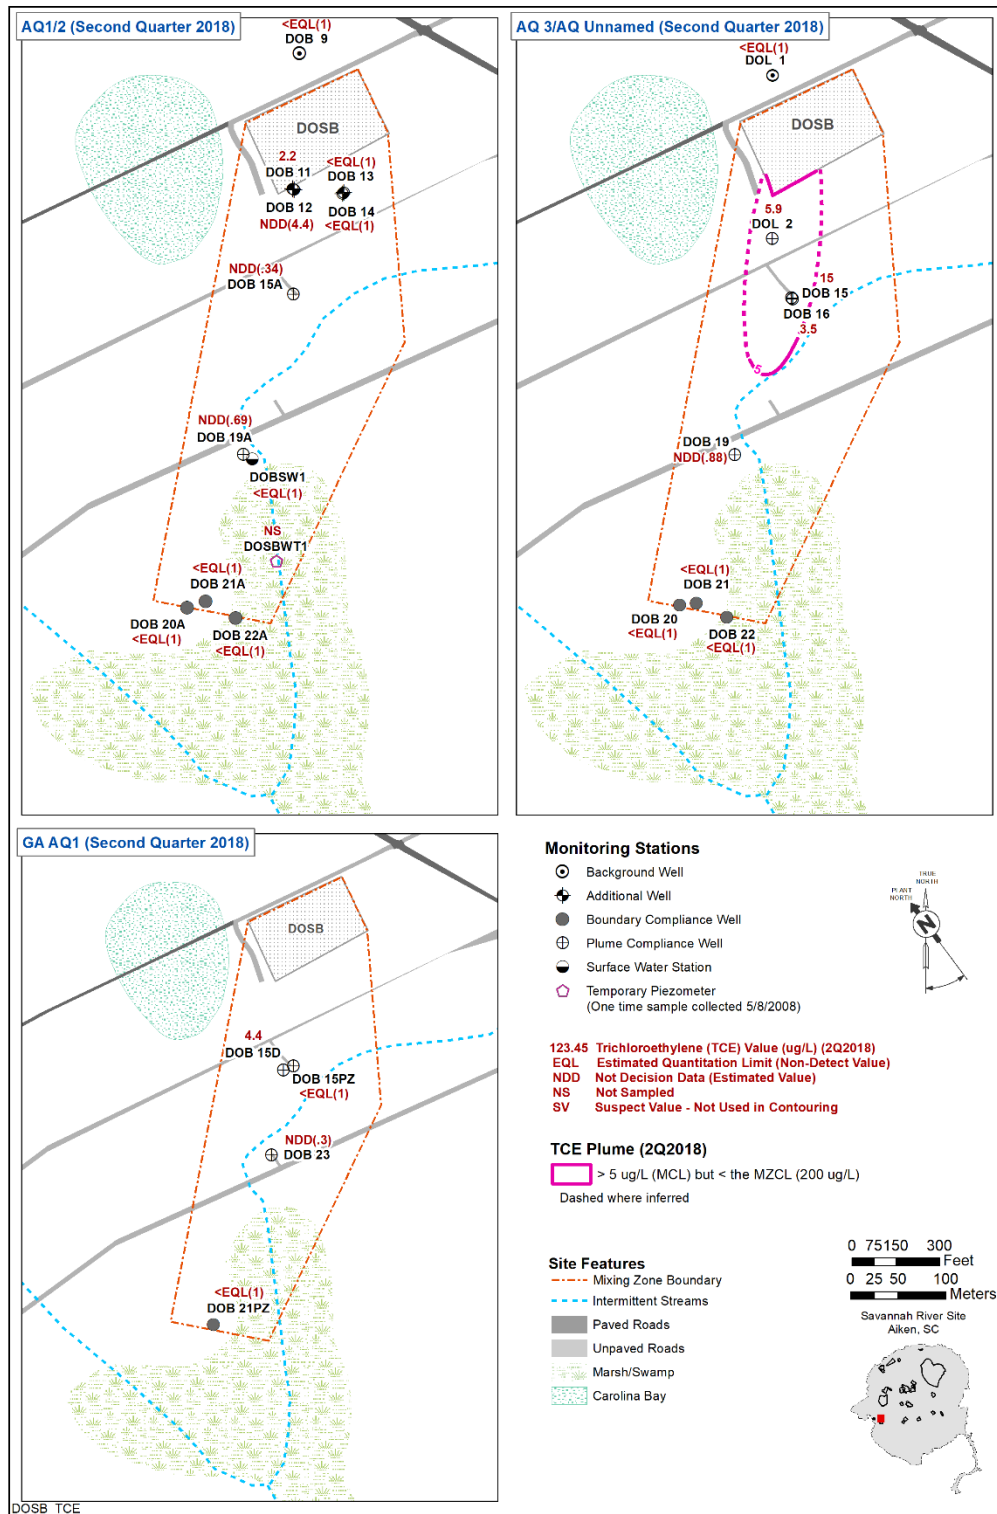 AQ1/2 (Second Quarter 2018)
<EQL(1)
DOB 9
DOSB
2.2
DOB 11
<EQL(1)
DOB 13
DOB 12
NDD(4.4)
DOB 14
<EQL(1)
NDD(.34)
DOB 15A
NDD(.69)
DOB 19A
DOBSW1
<EQL(1)
NS
DOSBWT1
<EQL(1)
DOB 21A
DOB 20A
<EQL(1)
DOB 22A
<EQL(1)
AQ 3/AQ Unnamed (Second Quarter 2018)
<EQL(1)
DOL 1
DOSB
5.9
DOL 2
15
DOB 15
DOB 16
3.5
5
DOB 19
NDD(.88)
<EQL(1)
DOB 21
DOB 20
<EQL(1)
DOB 22
<EQL(1)
GA AQ1 (Second Quarter 2018)
DOSB
4.4
DOB 15D
DOB 15PZ
<EQL(1)
NDD(.3)
DOB 23
<EQL(1)
DOB 21PZ
Monitoring Stations
Background Well
Additional Well
Boundary Compliance Well
Plume Compliance Well
Surface Water Station
Temporary Piezometer
(One time sample collected 5/8/2008)
TRUE
NORTH
PLANT
NORTH
N
123.45 Trichloroethylene (TCE) Value (ug/L) (2Q2018)
EQL Estimated Quantitation Limit (Non-Detect Value)
NDD Not Decision Data (Estimated Value)
NS Not Sampled
SV Suspect Value - Not Used in Contouring
TCE Plume (2Q2018)
> 5 ug/L (MCL) but < the MZCL (200 ug/L)
Dashed where inferred
Site Features
Mixing Zone Boundary
Intermittent Streams
Paved Roads
Unpaved Roads
Marsh/Swamp
Carolina Bay
0 75 150 300
Feet
0 25 50 100
Meters
Savannah River Site
Aiken, SC
DOSB TCE